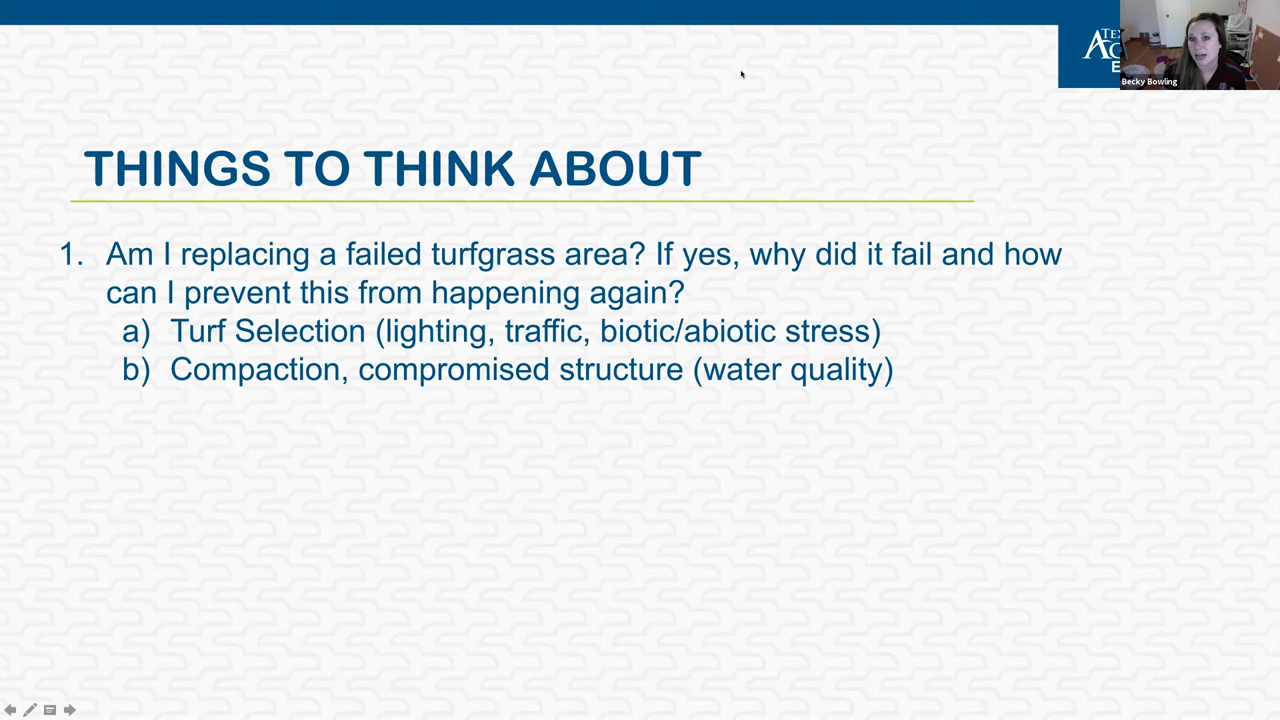 Becky Bowling
THINGS TO THINK ABOUT
1. Am I replacing a failed turfgrass area? If yes, why did it fail and how
can I prevent this from happening again?
a) Turf Selection (lighting, traffic, biotic/abiotic stress)
b) Compaction, compromised structure (water quality)